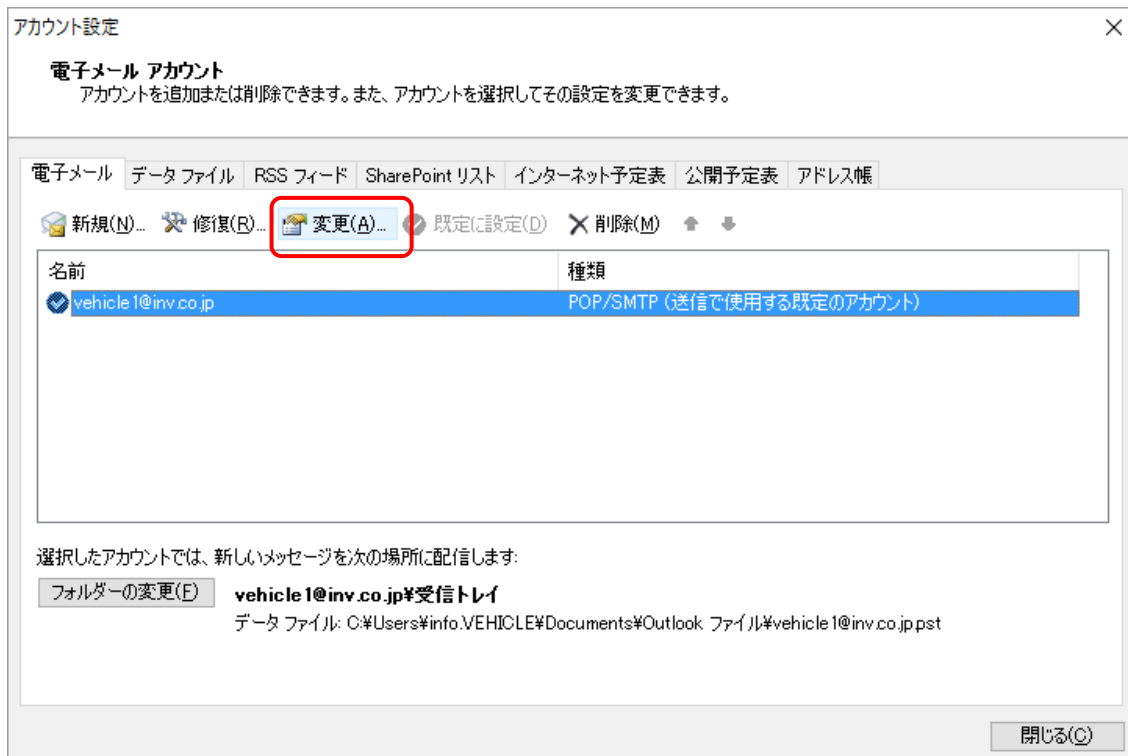 アカウント設定
電子メール アカウント
アカウントを追加または削除できます。また、アカウントを選択してその設定を変更できます。
電子メール データ ファイル RSS フィード SharePoint リスト インターネット予定表 公開予定表 アドレス帳
新規(N)... 修復(R)... 変更(A)... 既定に設定(D) 削除(M)
名前 種類
vehicle1@inv.co.jp POP/SMTP (送信で使用する既定のアカウント)
選択したアカウントでは、新しいメッセージを次の場所に配信します:
フォルダーの変更(F) vehicle1@inv.co.jp¥受信トレイ
データ ファイル: C:¥Users¥info.VEHICLE¥Documents¥Outlook ファイル¥vehicle1@inv.co.jp.pst
閉じる(C)